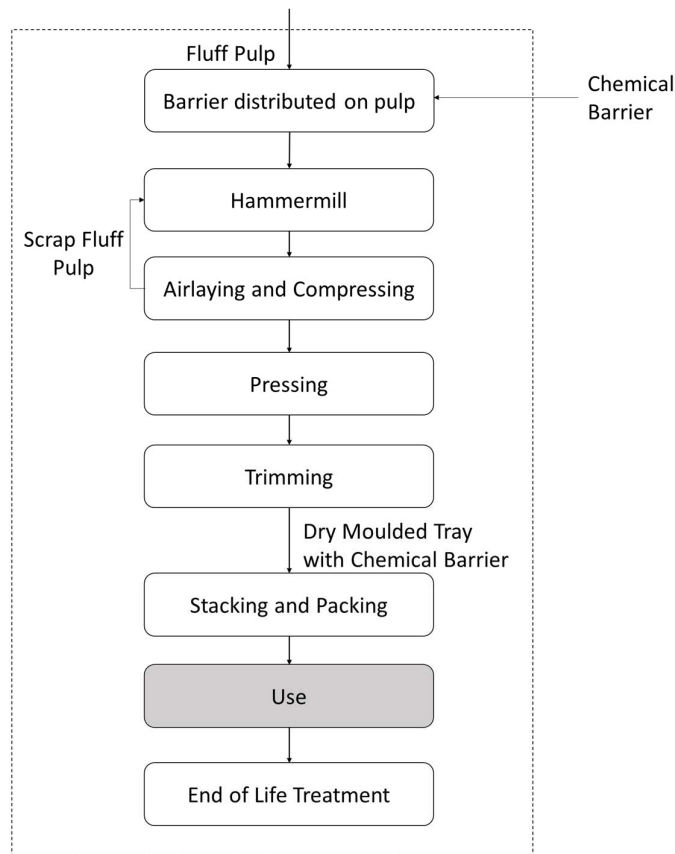 Fluff Pulp
Barrier distributed on pulp
Chemical
Barrier
Hammermill
Scrap Fluff
Pulp
Airlaying and Compressing
Pressing
Trimming
Dry Moulded Tray
with Chemical Barrier
Stacking and Packing
Use
End of Life Treatment